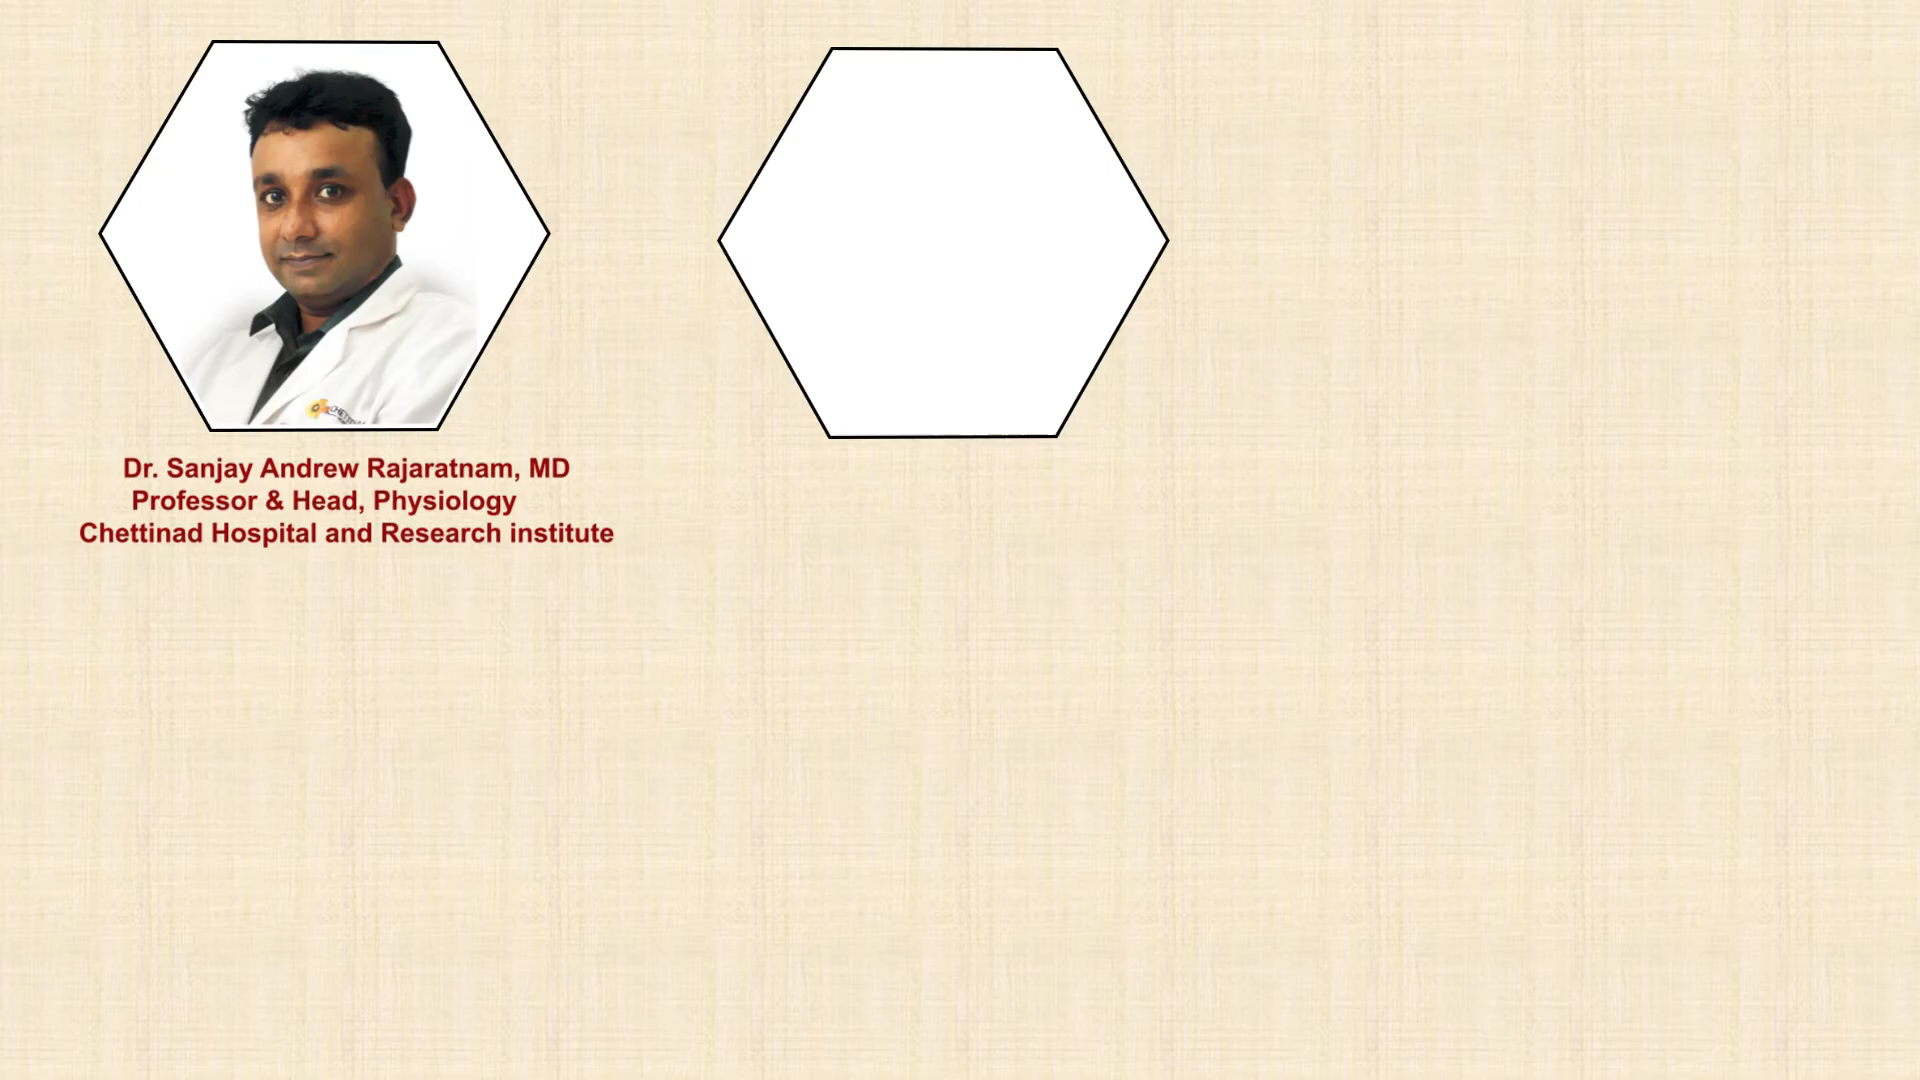 Dr. Sanjay Andrew Rajaratnam, MD
Professor & Head, Physiology
Chettinad Hospital and Research institute